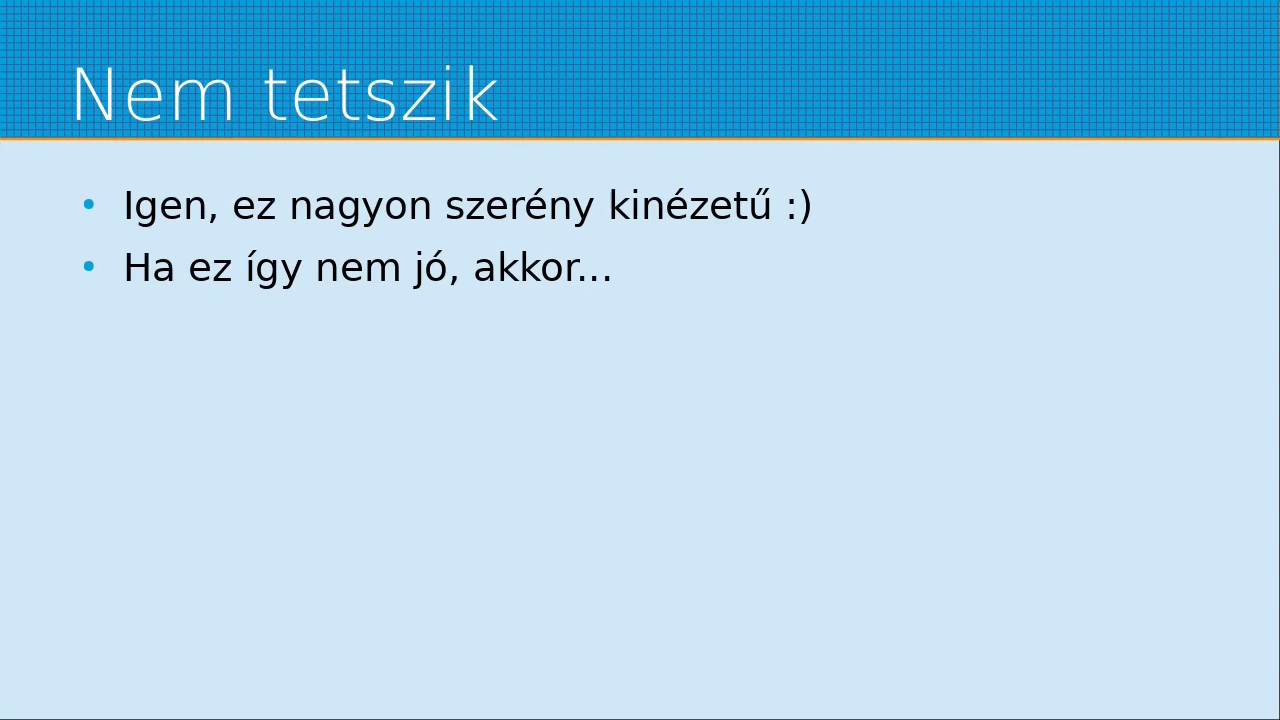 Nem tetszik
• Igen, ez nagyon szerény kinézetű :)
• Ha ez így nem jó, akkor...